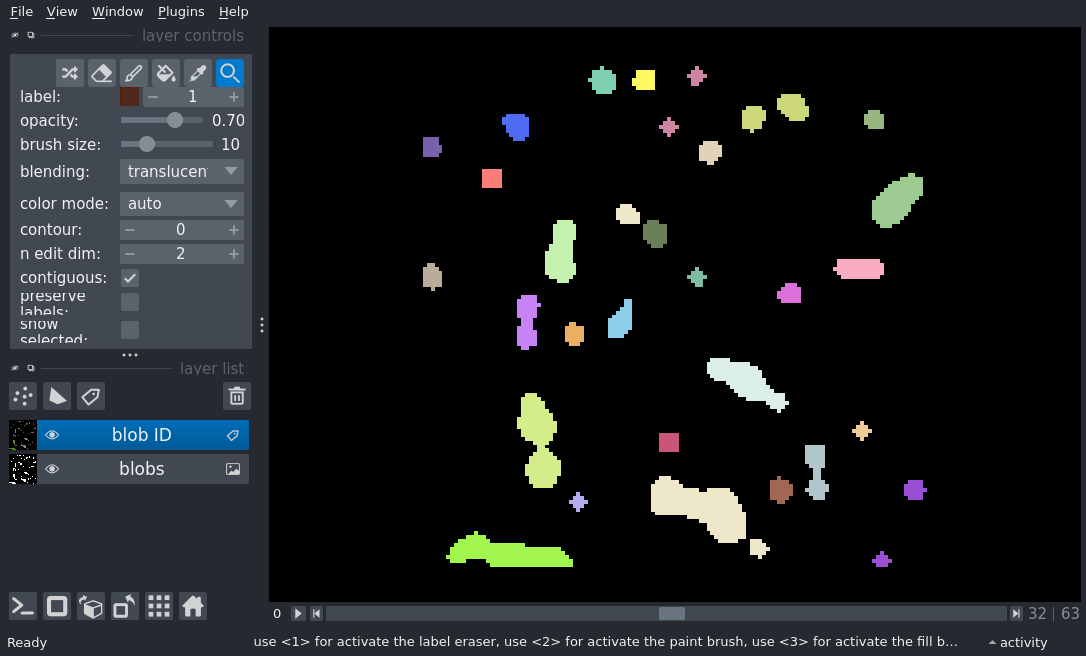 File View Window Plugins Help
layer controls
label: 1
opacity: 0.70
brush size: 10
blending: translucen
color mode: auto
contour: 0
n edit dim: 2
contiguous:
preserve
labels:
show
selected:
layer list
blob ID
blobs
0 32 | 63
Ready use <1> for activate the label eraser, use <2> for activate the paint brush, use <3> for activate the fill b... activity